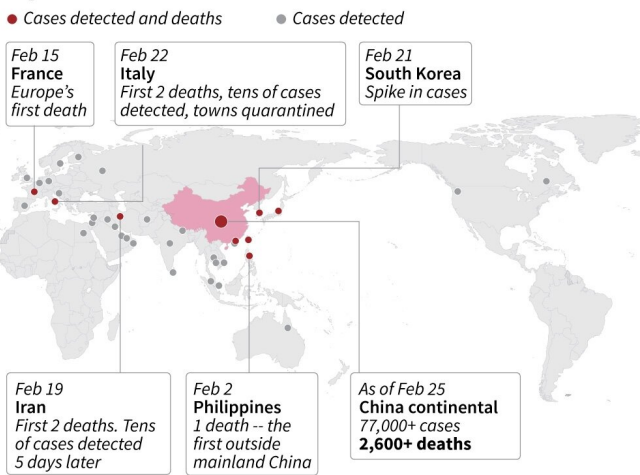 Cases detected and deaths
Cases detected
Feb 15
France
Europe's
first death
Feb 22
Italy
First 2 deaths, tens of cases
detected, towns quarantined
Feb 21
South Korea
Spike in cases
Feb 19
Iran
First 2 deaths. Tens
of cases detected
5 days later
Feb 2
Philippines
1 death -- the
first outside
mainland China
As of Feb 25
China continental
77,000+ cases
2,600+ deaths